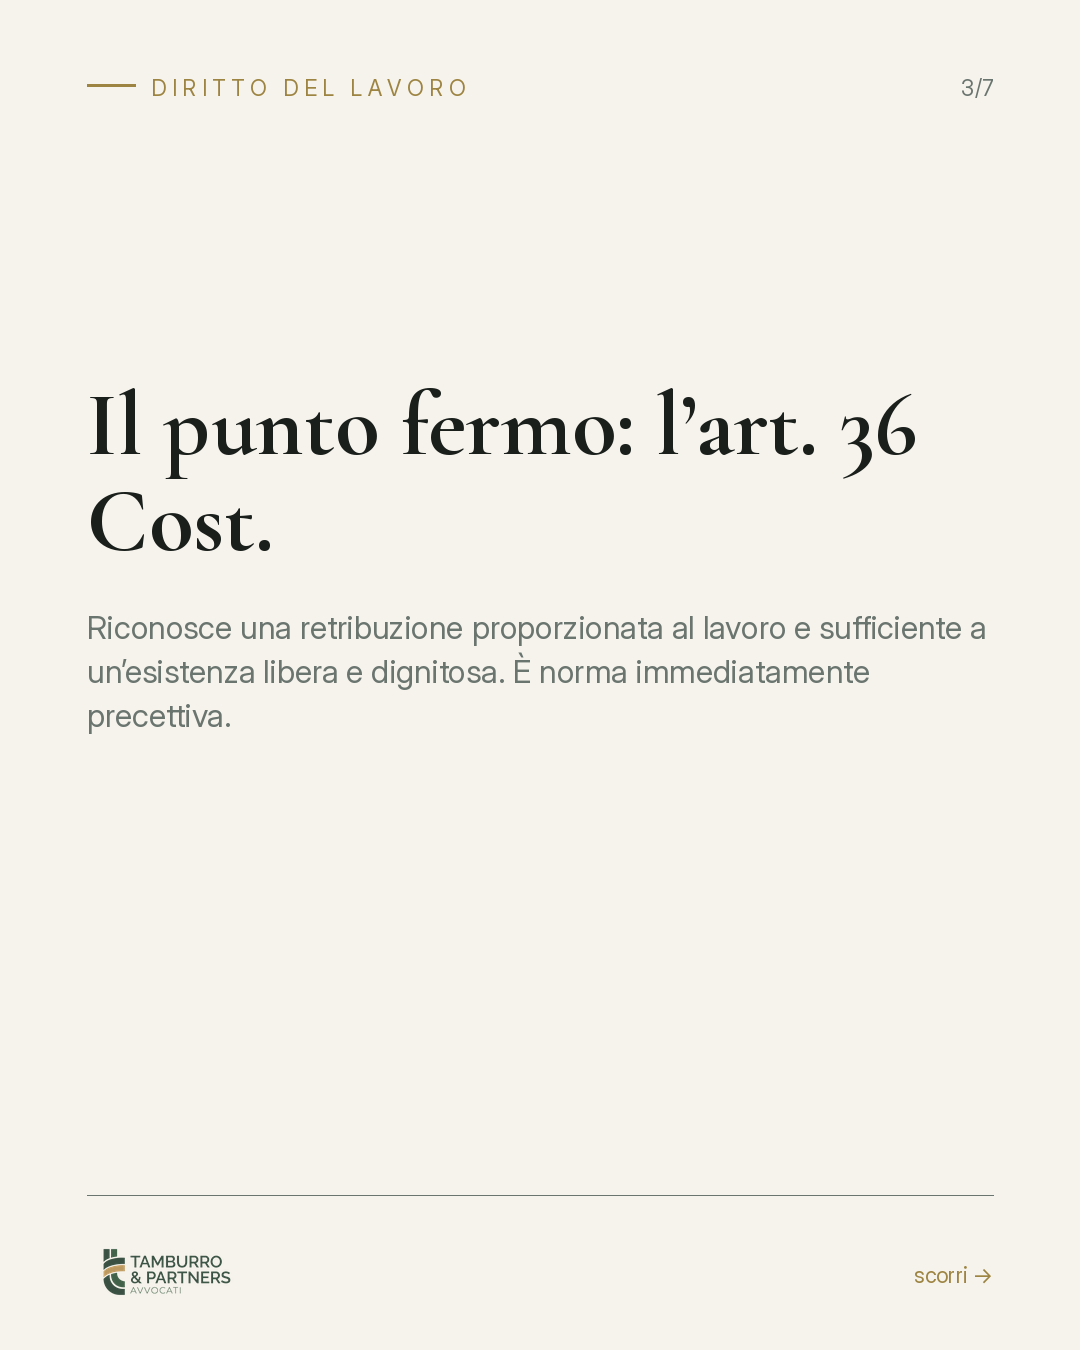 DIRITTO DEL LAVORO
3/7
Il punto fermo: l’art. 36
Cost.
Riconosce una retribuzione proporzionata al lavoro e sufficiente a
un’esistenza libera e dignitosa. È norma immediatamente
precettiva.
TAMBURRO
& PARTNERS
AVVOCATI
scorri →